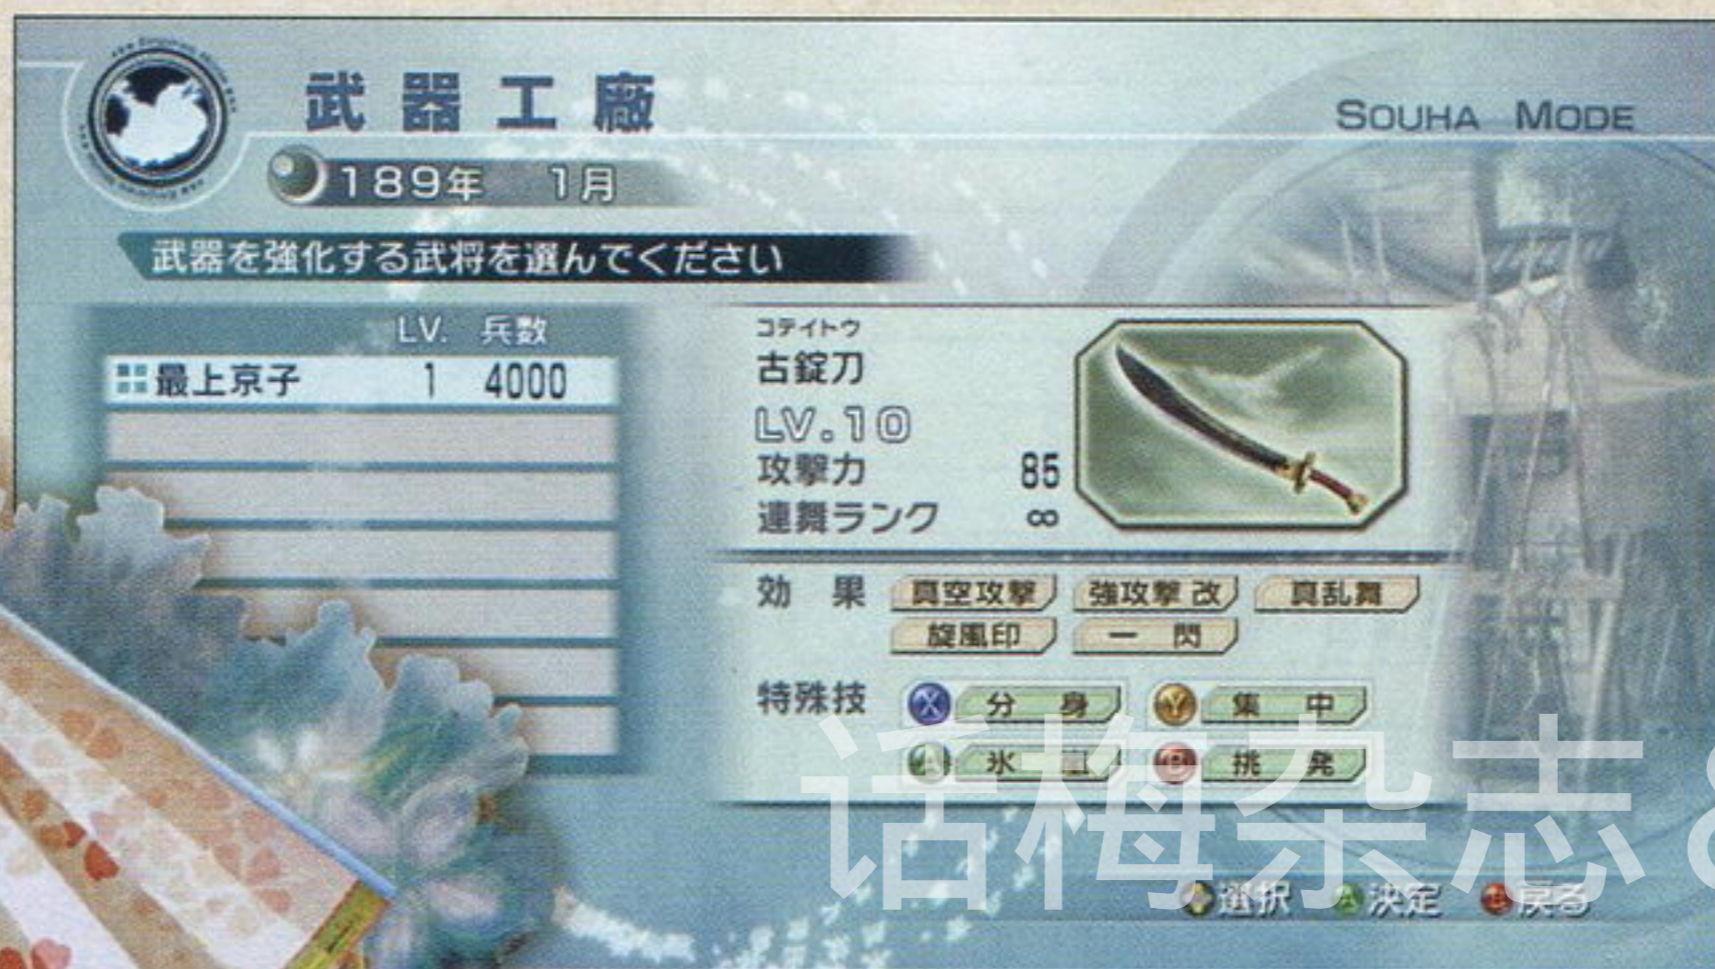 武器工廠
SOUHA MODE
189年 1月
武器を強化する武将を選んでください
LV. 兵数
最上京子 1 4000
コテイトウ
古錠刀
LV.10
攻撃力 85
連舞ランク ∞
効果 真空攻撃 強攻撃 改 真乱舞
旋風印 一閃
特殊技 X 分身 Y 集中
A 氷 B 挑発
话梅杂志&
選択 A 決定 B 戻る